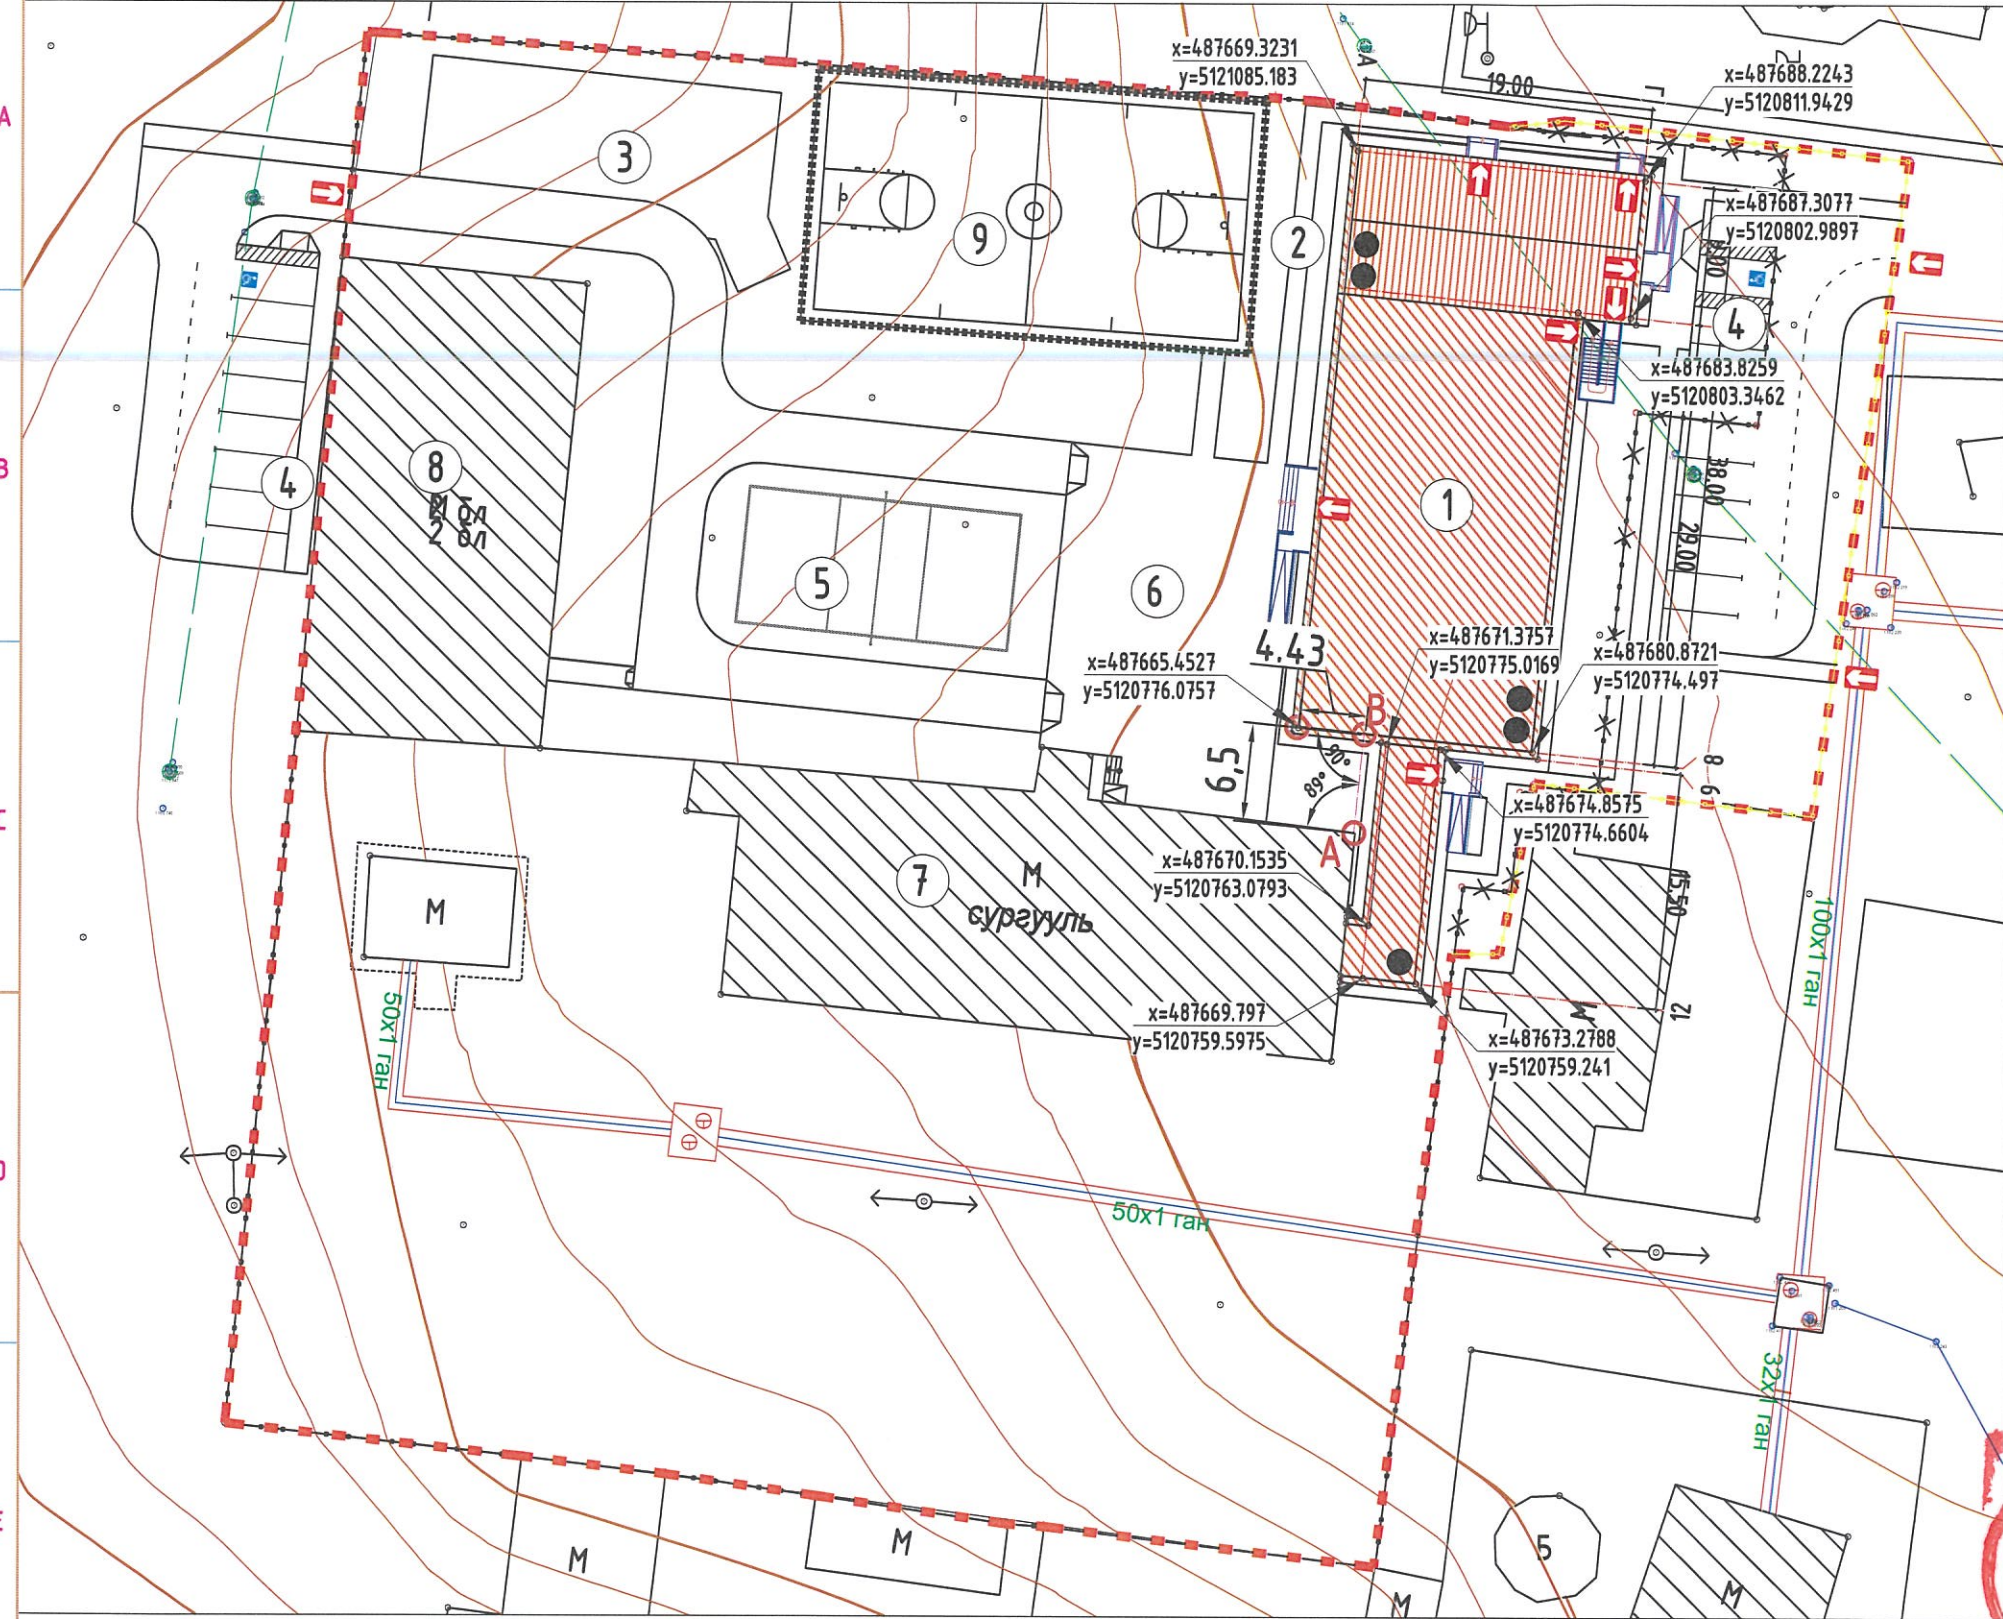 x=487669.3231
y=5121085.183
A
19.00
x=487688.2243
y=5120811.9429
A
3
9
2
x=487687.3077
y=5120802.9897
4
x=487683.8259
y=5120803.3462
B
8
2 бл
4
1
38.00
29.00
5
6
4.43
x=487671.3757
y=5120775.0169
x=487665.4527
y=5120776.0757
x=487680.8721
y=5120774.497
B
6,5
90°
89°
8
6
x=487674.8575
y=5120774.6604
A
x=487670.1535
y=5120763.0793
7
М
сургууль
М
15.50
100x1 ган
50x1 ган
x=487669.797
y=5120759.5975
М
12
x=487673.2788
y=5120759.241
50x1 ган
32x1 ган
5
М
М
М
М